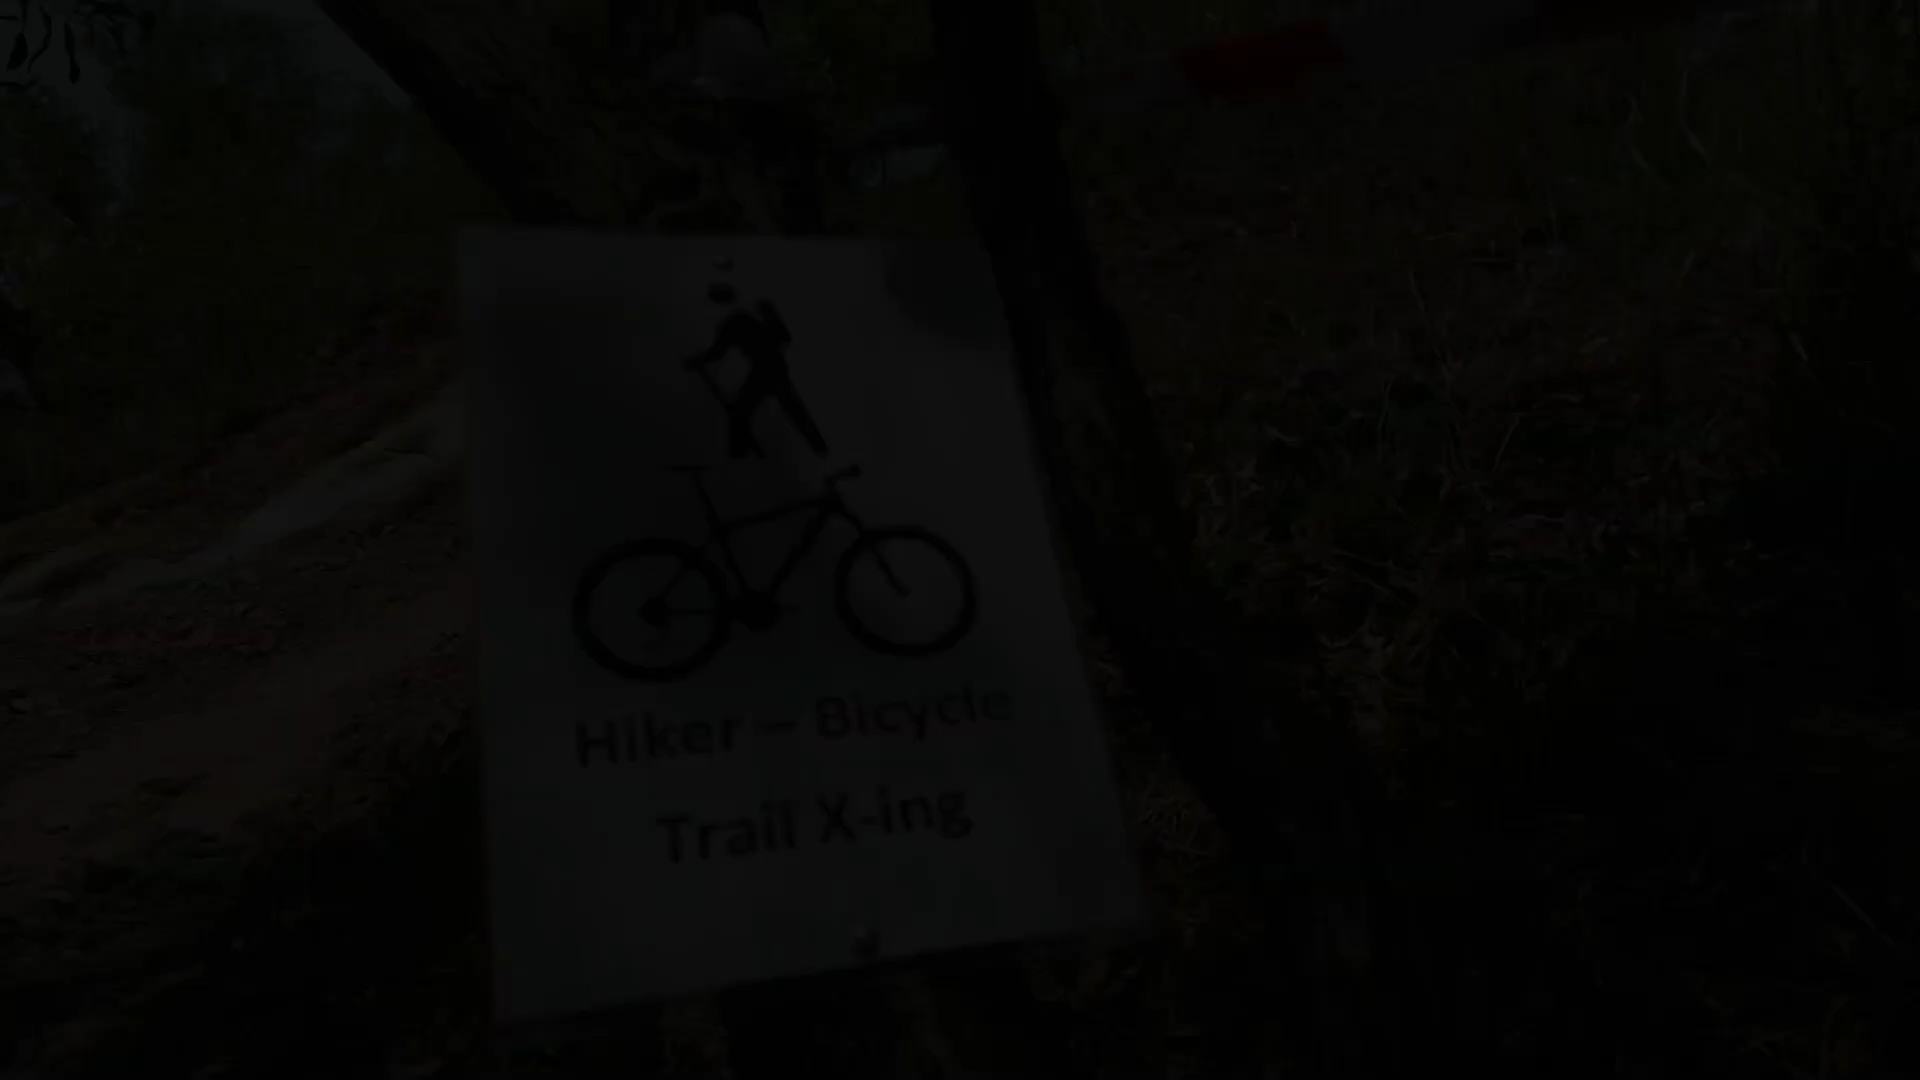 Hiker – Bicycle
Trail X-ing